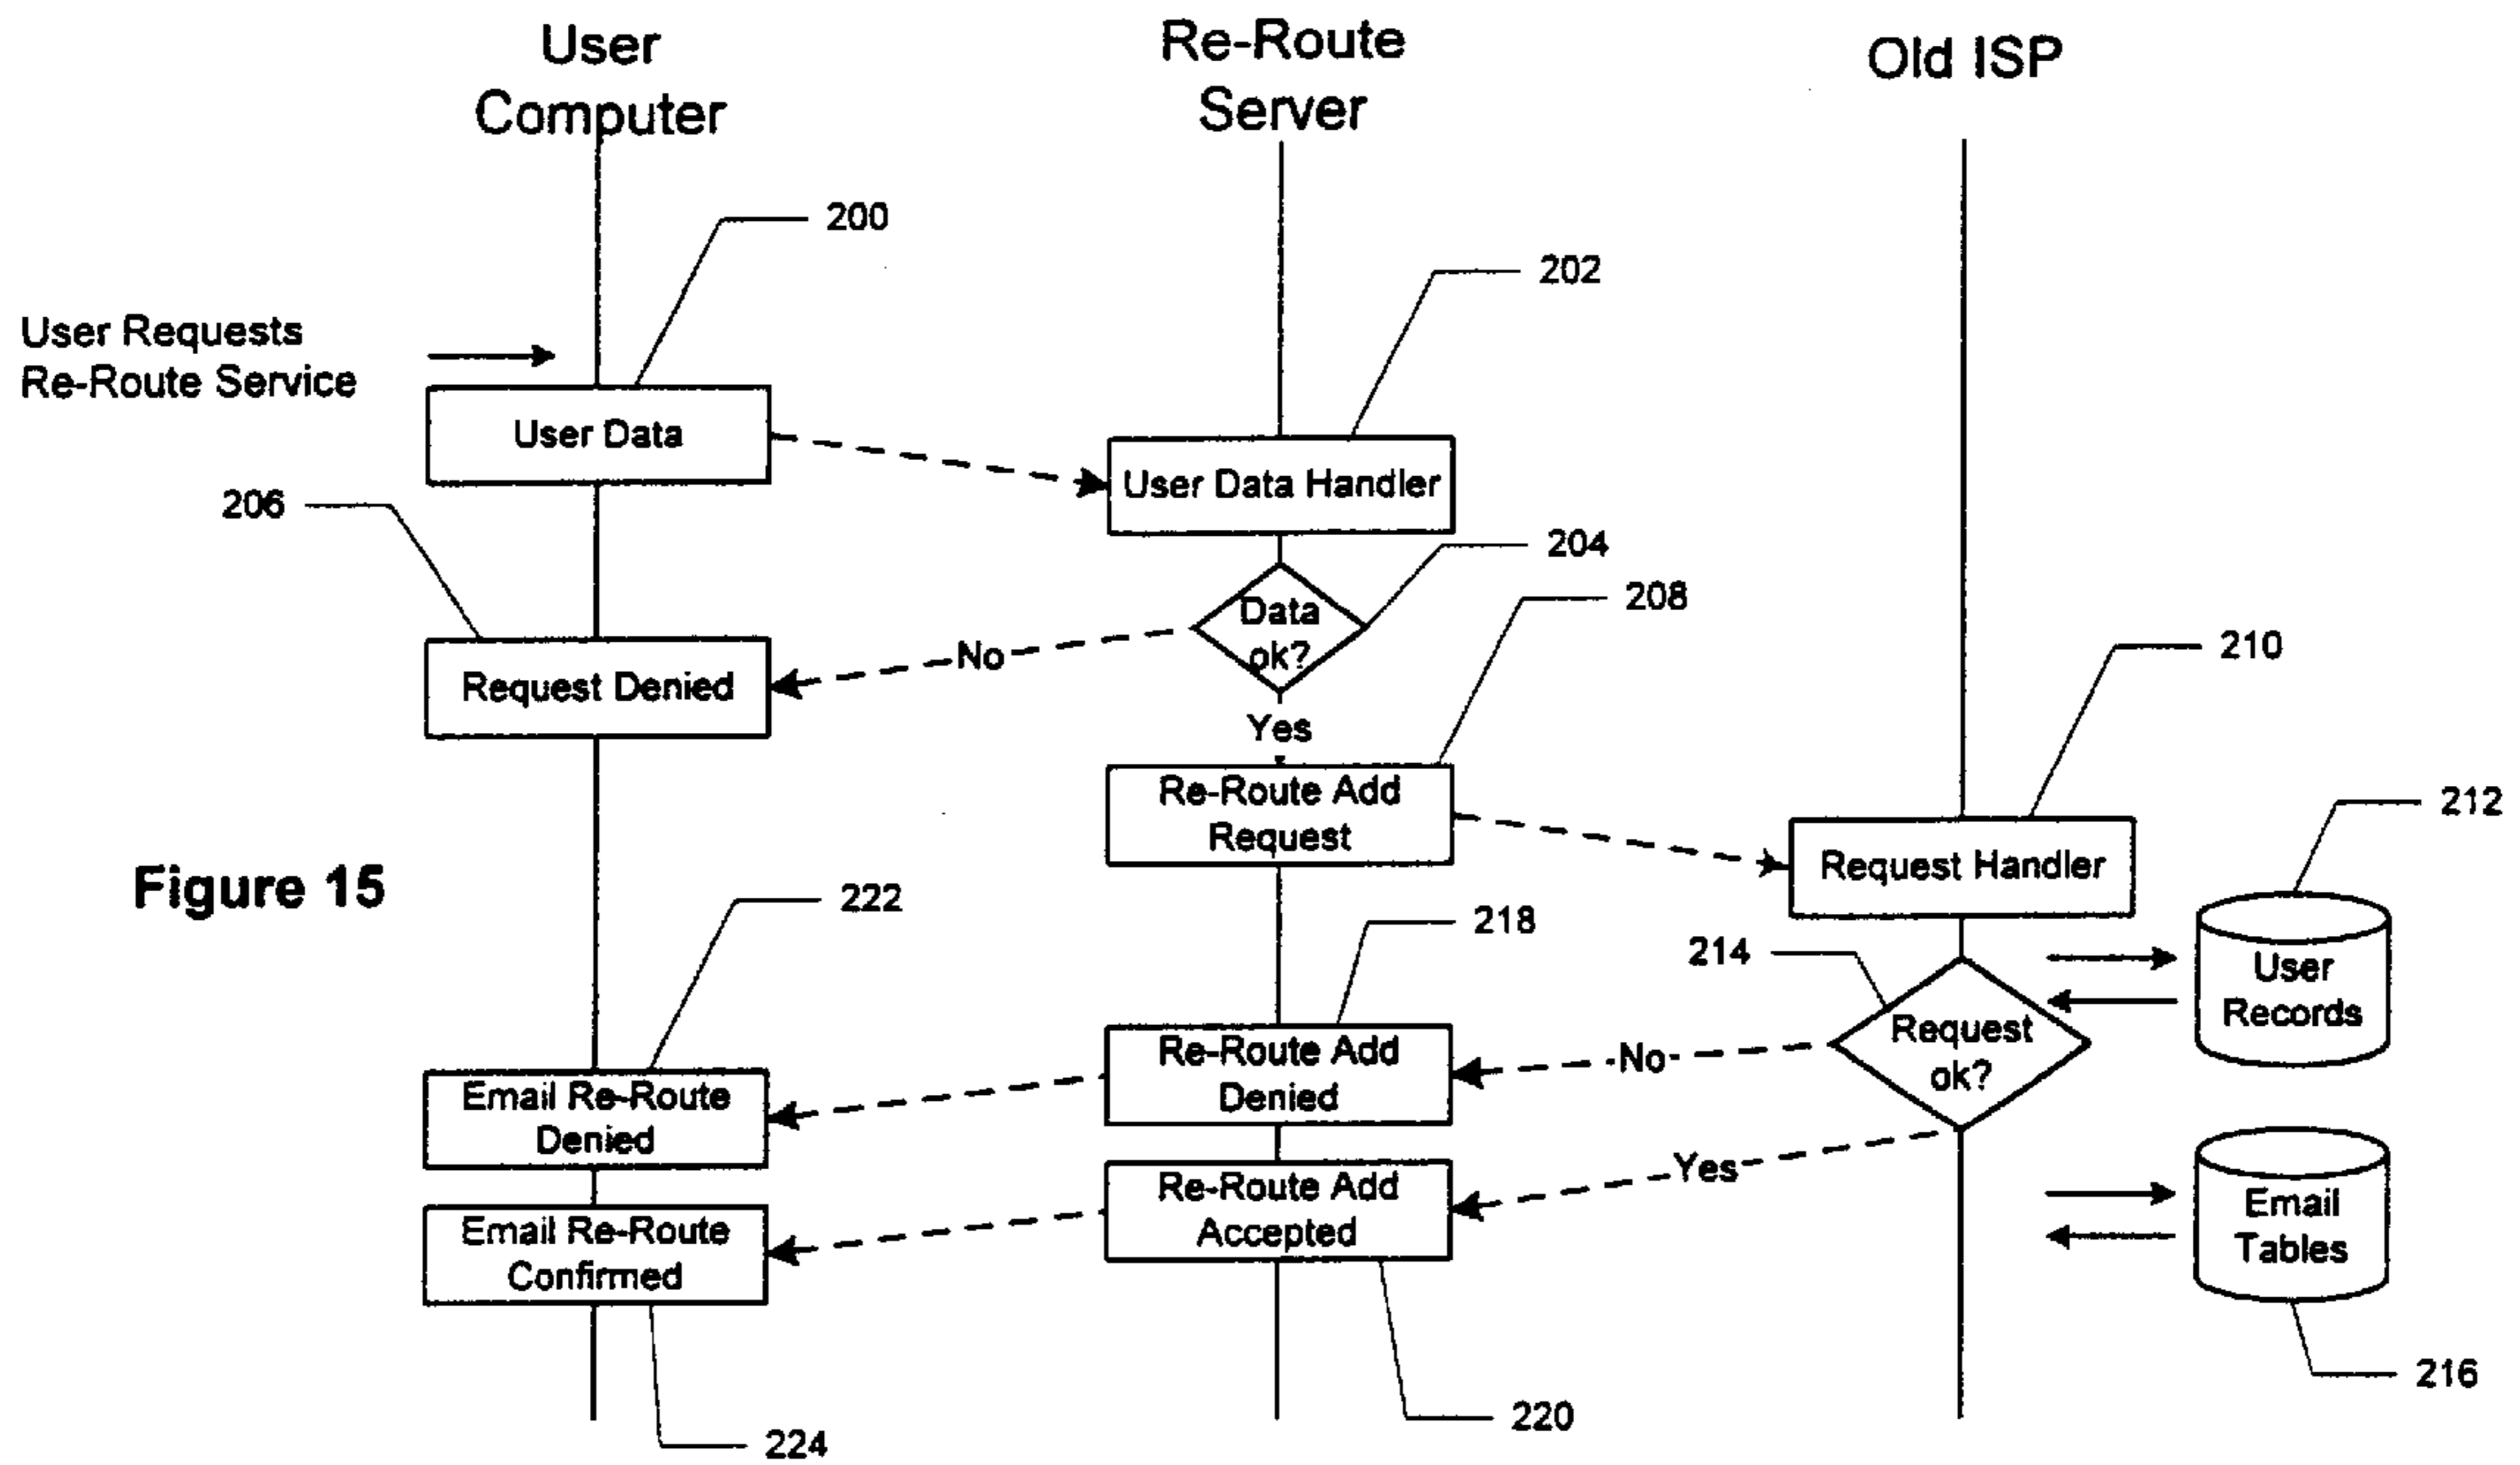 User
Computer
Re-Route
Server
Old ISP
200
202
User Requests
Re-Route Service
User Data
User Data Handler
206
204
Data
ok?
208
No
Request Denied
210
Yes
Re-Route Add
Request
212
Request Handler
Figure 15
222
218
214
User
Records
Request
ok?
No
Re-Route Add
Denied
Email Re-Route
Denied
Yes
Re-Route Add
Accepted
Email
Tables
Email Re-Route
Confirmed
216
220
224